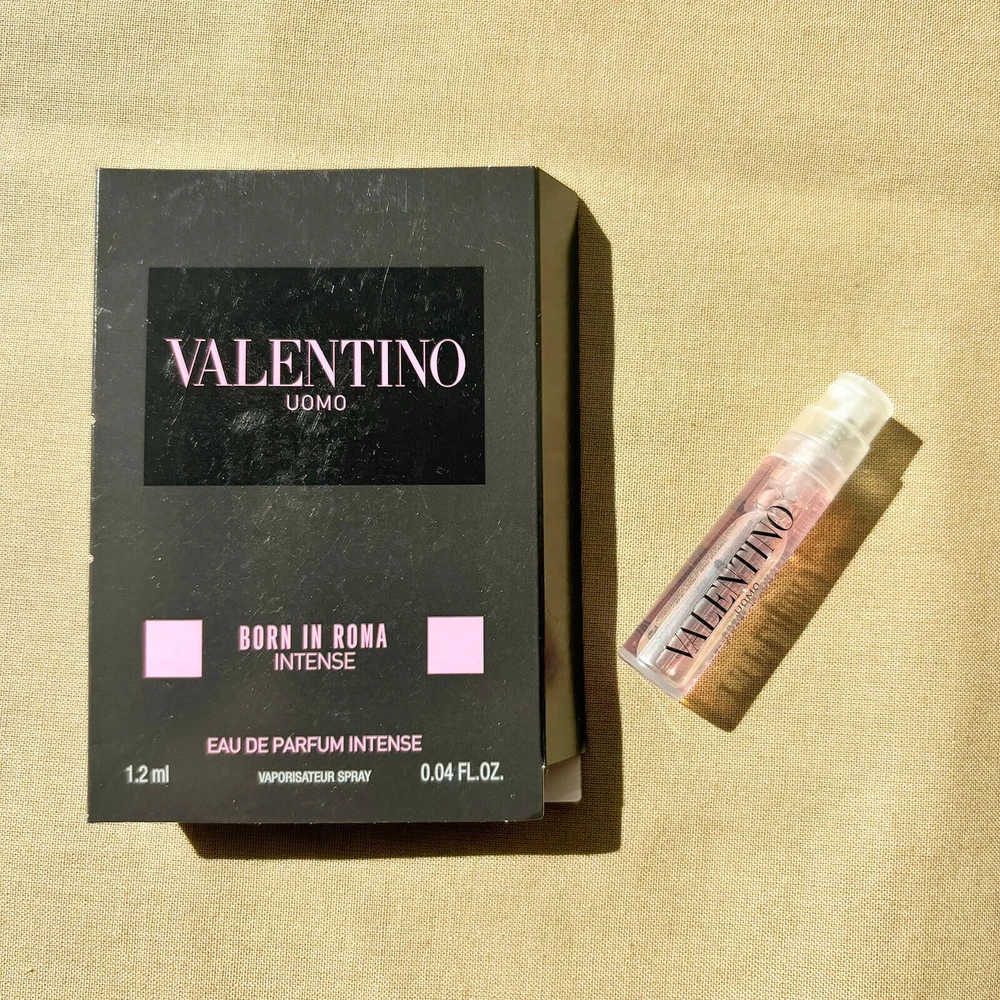 VALENTINO
UOMO
BORN IN ROMA
INTENSE
EAU DE PARFUM INTENSE
1.2 ml VAPORISATEUR SPRAY 0.04 FL.OZ.
VALENTINO
UOMO